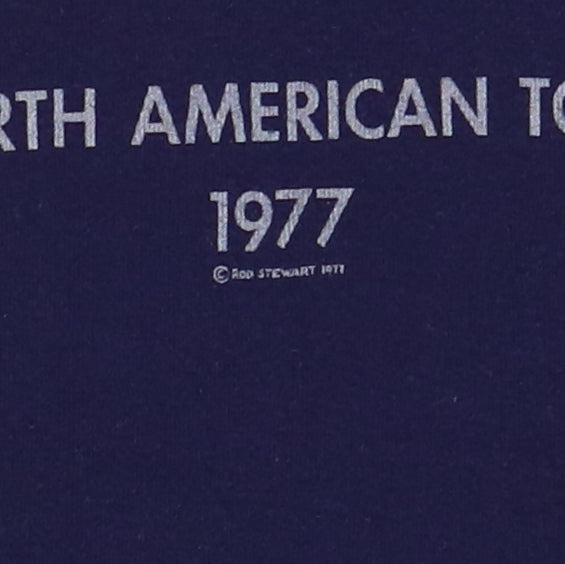 RTH AMERICAN TO
1977
© ROD STEWART 1977